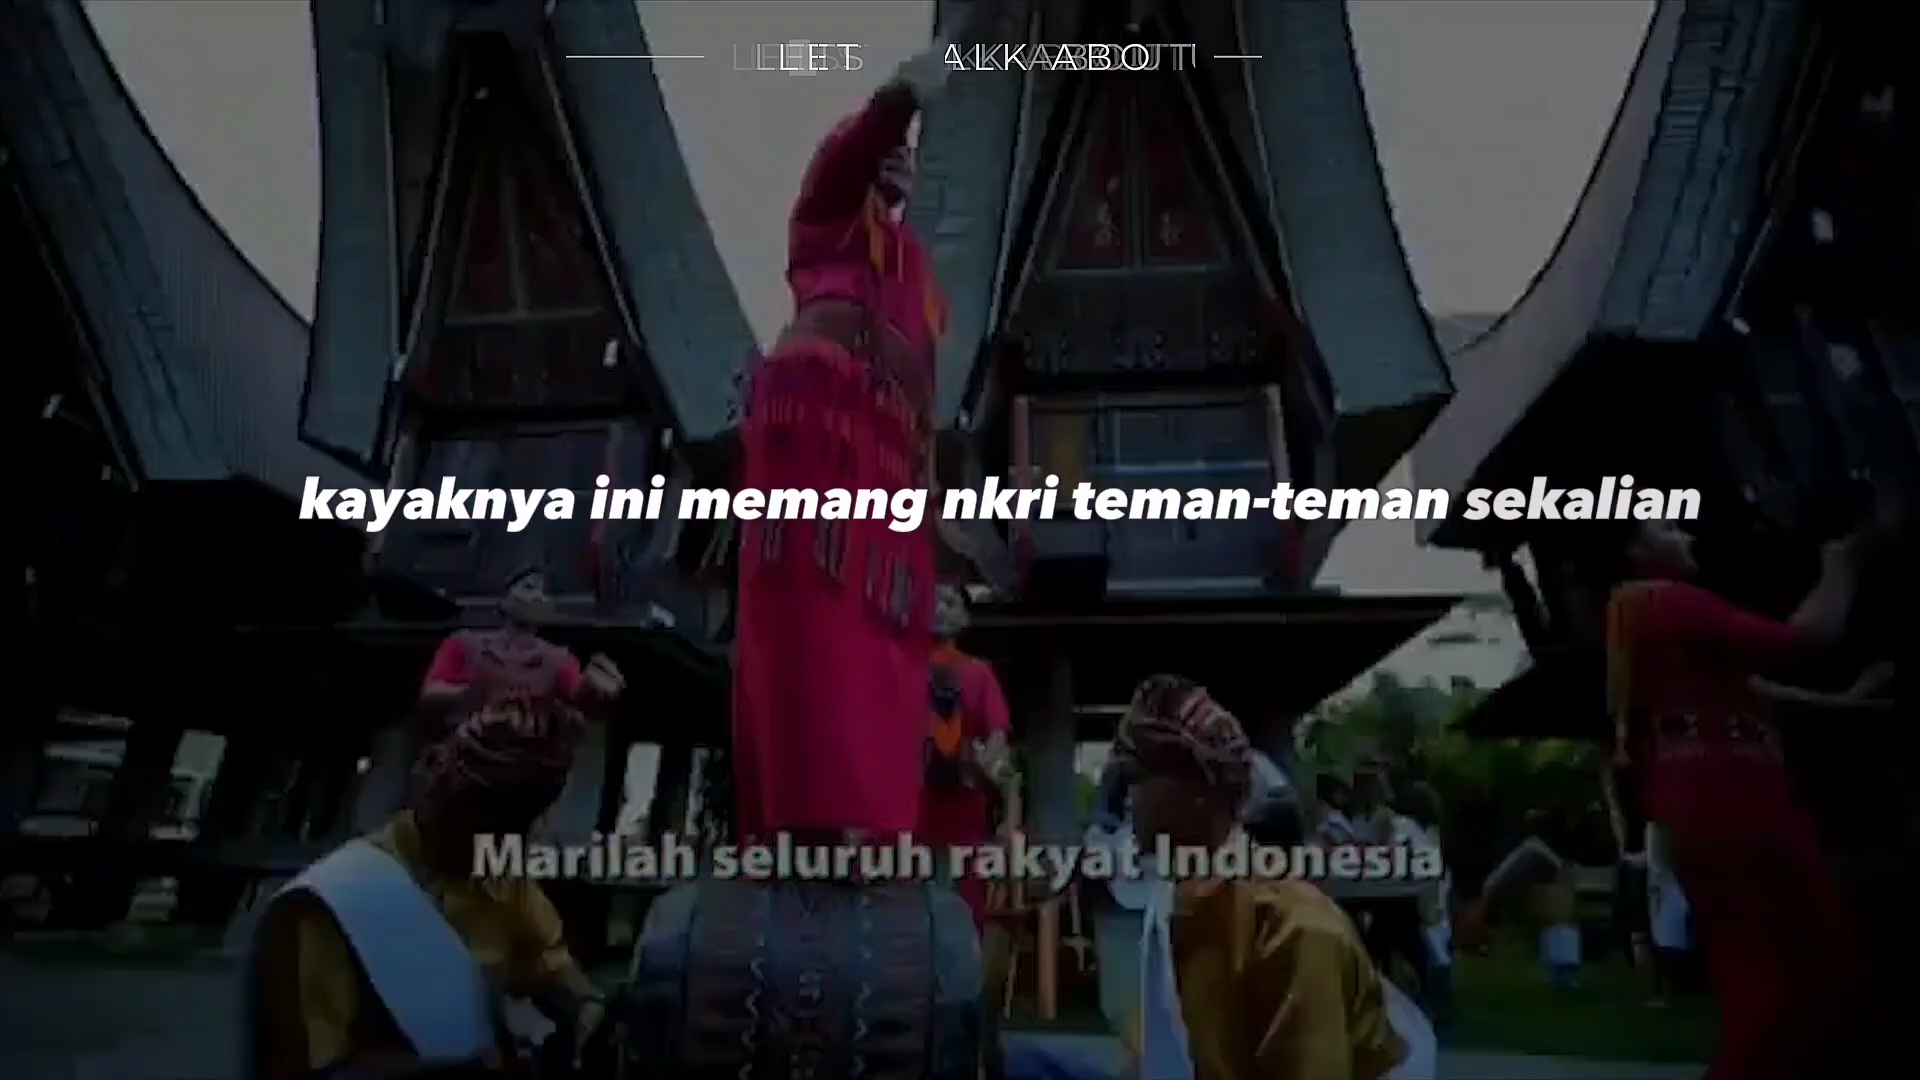 kayaknya ini memang nkri teman-teman sekalian
Marilah seluruh rakyat Indonesia